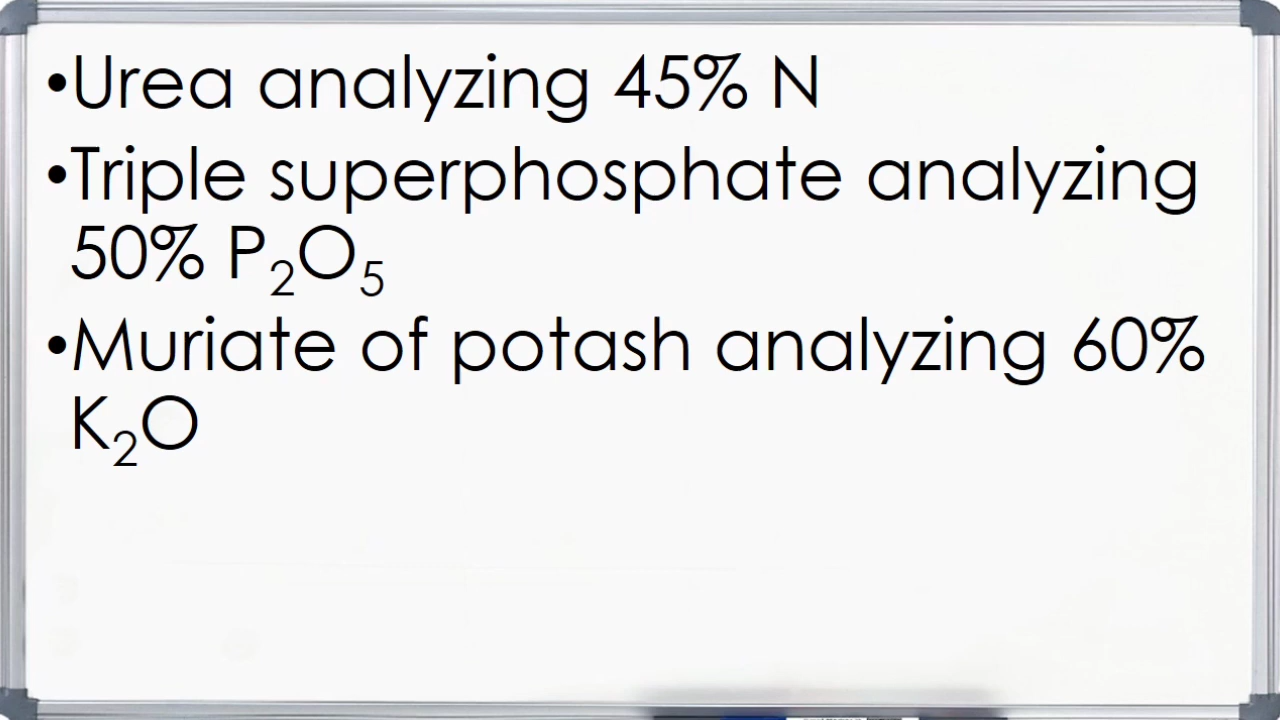 •Urea analyzing 45% N
•Triple superphosphate analyzing
50% P₂O₅
•Muriate of potash analyzing 60%
K₂O